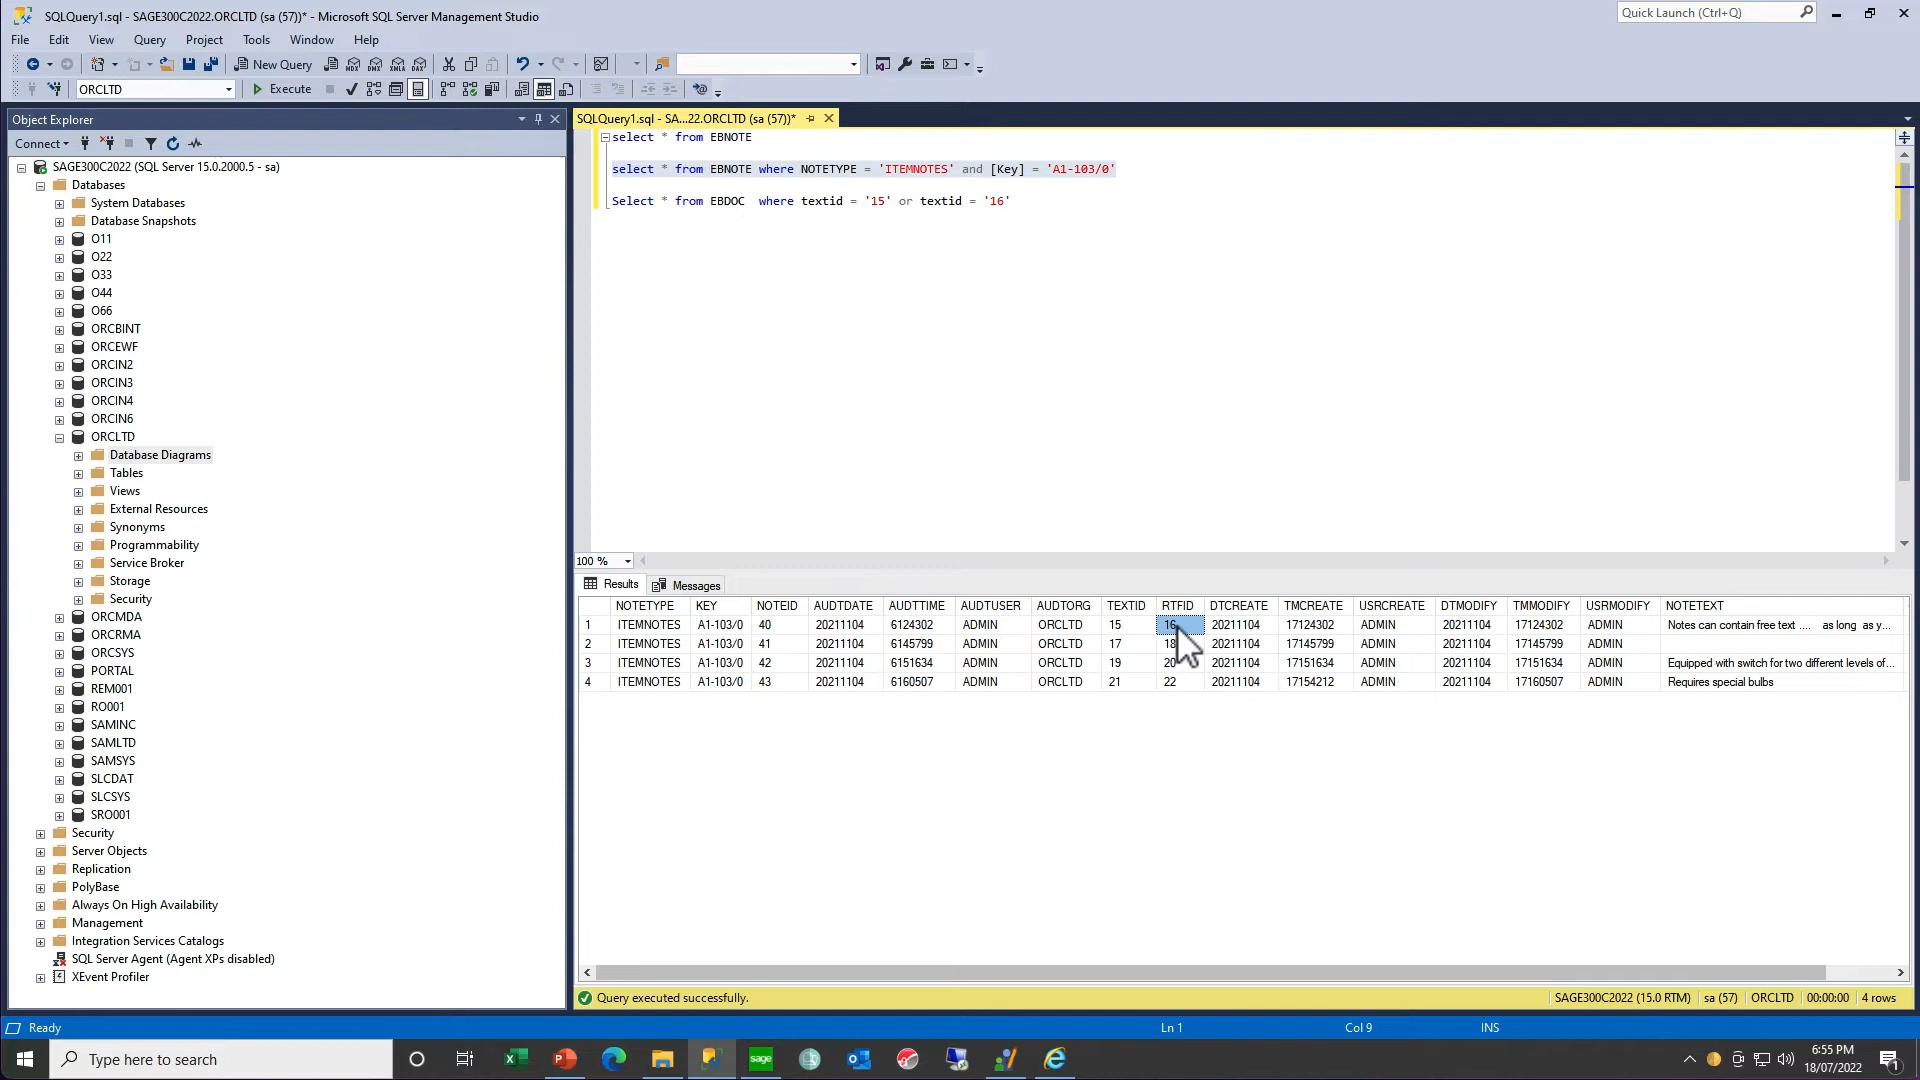 SQLQuery1.sql - SAGE300C2022.ORCLTD (sa (57))* - Microsoft SQL Server Management Studio
Quick Launch (Ctrl+Q)
File Edit View Query Project Tools Window Help
New Query
ORCLTD
Execute
Object Explorer
Connect
SAGE300C2022 (SQL Server 15.0.2000.5 - sa)
Databases
System Databases
Database Snapshots
O11
O22
O33
O44
O66
ORCBINT
ORCEWF
ORCIN2
ORCIN3
ORCIN4
ORCIN6
ORCLTD
Database Diagrams
Tables
Views
External Resources
Synonyms
Programmability
Service Broker
Storage
Security
ORCMDA
ORCRMA
ORCSYS
PORTAL
REM001
RO001
SAMINC
SAMLTD
SAMSYS
SLCDAT
SLCSYS
SRO001
Security
Server Objects
Replication
PolyBase
Always On High Availability
Management
Integration Services Catalogs
SQL Server Agent (Agent XPs disabled)
XEvent Profiler
SQLQuery1.sql - SA...22.ORCLTD (sa (57))*
select * from EBNOTE
select * from EBNOTE where NOTETYPE = 'ITEMNOTES' and [Key] = 'A1-103/0'
Select * from EBDOC where textid = '15' or textid = '16'
100 %
Results Messages
NOTETYPE KEY NOTEID AUDTDATE AUDTTIME AUDTUSER AUDTORG TEXTID RTFID DTCREATE TMCREATE USRCREATE DTMODIFY TMMODIFY USRMODIFY NOTETEXT
1 ITEMNOTES A1-103/0 40 20211104 6124302 ADMIN ORCLTD 15 16 20211104 17124302 ADMIN 20211104 17124302 ADMIN Notes can contain free text .... as long as y...
2 ITEMNOTES A1-103/0 41 20211104 6145799 ADMIN ORCLTD 17 18 20211104 17145799 ADMIN 20211104 17145799 ADMIN
3 ITEMNOTES A1-103/0 42 20211104 6151634 ADMIN ORCLTD 19 20 20211104 17151634 ADMIN 20211104 17151634 ADMIN Equipped with switch for two different levels of...
4 ITEMNOTES A1-103/0 43 20211104 6160507 ADMIN ORCLTD 21 22 20211104 17154212 ADMIN 20211104 17160507 ADMIN Requires special bulbs
Query executed successfully. SAGE300C2022 (15.0 RTM) sa (57) ORCLTD 00:00:00 4 rows
Ready Ln 1 Col 9 INS
Type here to search
sage
6:55 PM
18/07/2022
1